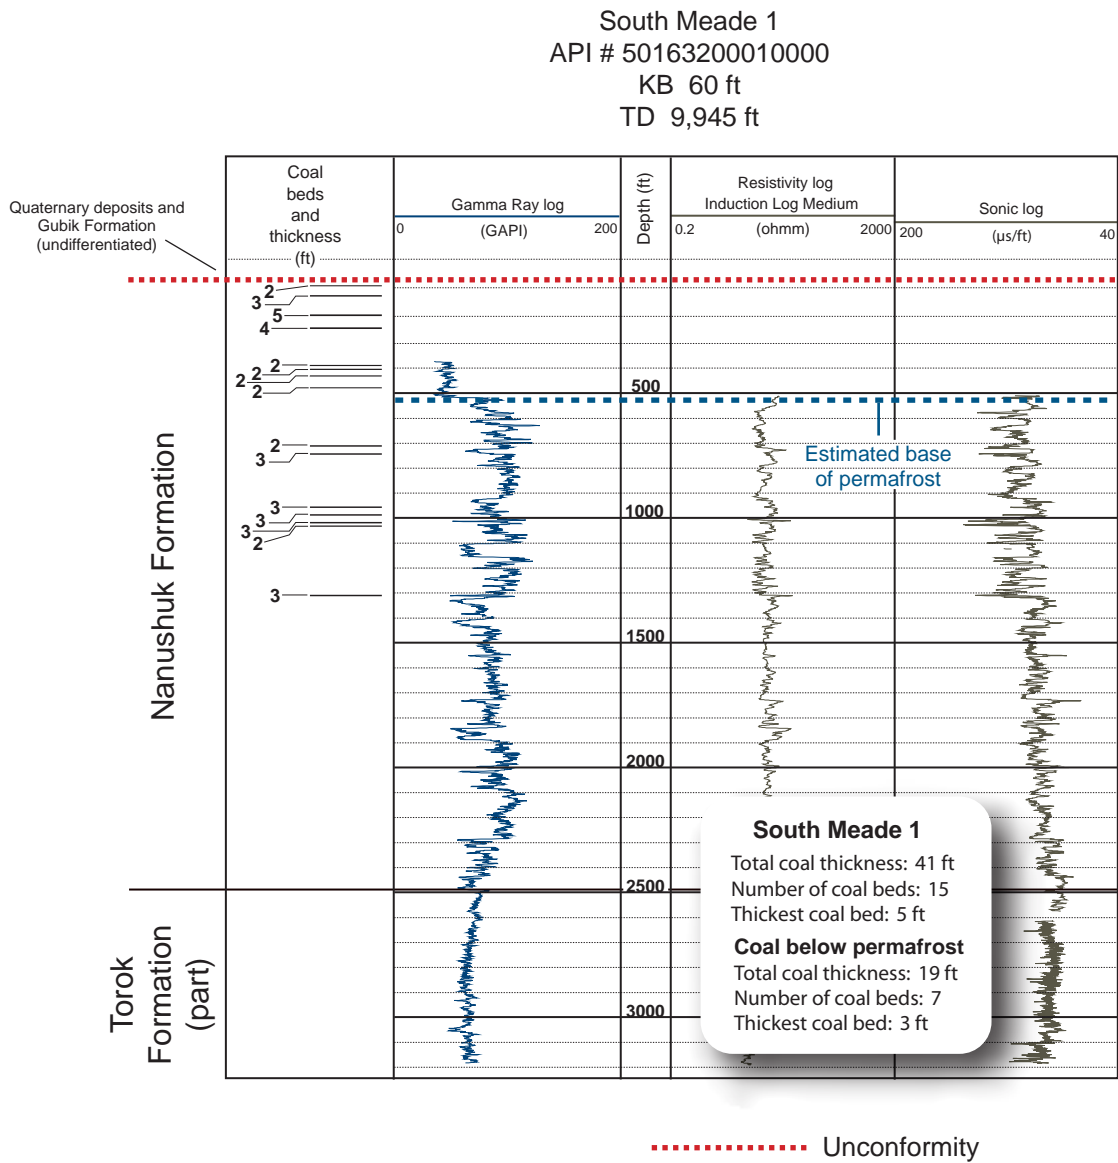 South Meade 1
API # 50163200010000
KB 60 ft
TD 9,945 ft
Coal
beds
and
thickness
(ft)
Gamma Ray log
0 (GAPI) 200
Depth (ft)
Resistivity log
Induction Log Medium
0.2 (ohmm) 2000
Sonic log
200 (µs/ft) 40
Quaternary deposits and
Gubik Formation
(undifferentiated)
2
3
5
4
2
2
2
2
500
Estimated base
of permafrost
2
3
3
3
3
2
1000
3
1500
2000
2500
3000
Nanushuk Formation
Torok
Formation
(part)
South Meade 1
Total coal thickness: 41 ft
Number of coal beds: 15
Thickest coal bed: 5 ft
Coal below permafrost
Total coal thickness: 19 ft
Number of coal beds: 7
Thickest coal bed: 3 ft
Unconformity